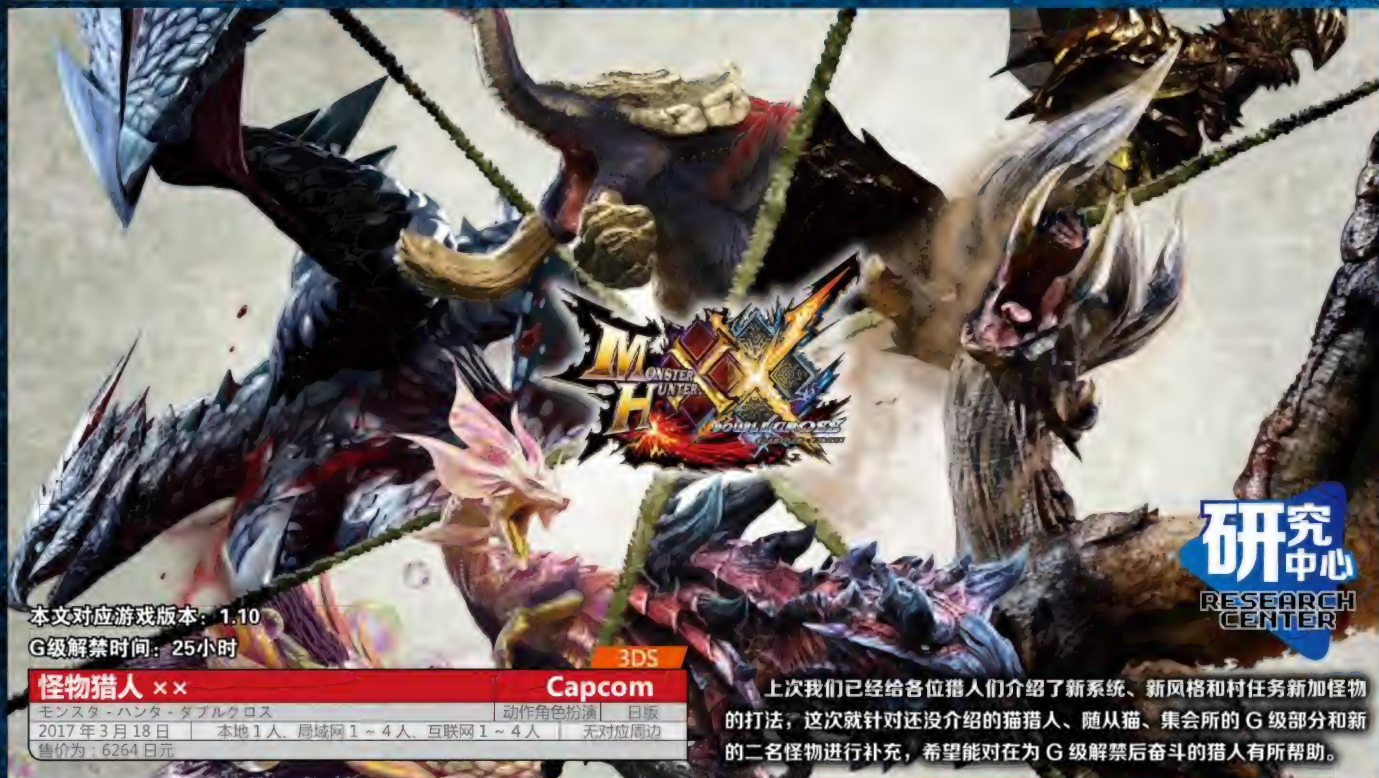 MONSTER
HUNTER
XX
DOUBLE CROSS
研究
中心
RESEARCH
CENTER
本文对应游戏版本：1.10
G级解禁时间：25小时
3DS
怪物猎人 ×× Capcom
モンスタ－ハンタ－ダブルクロス 动作角色扮演 日版
2017 年 3 月 18 日 本地 1 人、局域网 1 ~ 4 人、互联网 1 ~ 4 人 无对应周边
售价为：6264 日元
上次我们已经给各位猎人们介绍了新系统、新风格和村任务新加怪物
的打法，这次就针对还没介绍的猫猎人、随从猫、集会所的 G 级部分和新
的二名怪物进行补充，希望能对在为 G 级解禁后奋斗的猎人有所帮助。